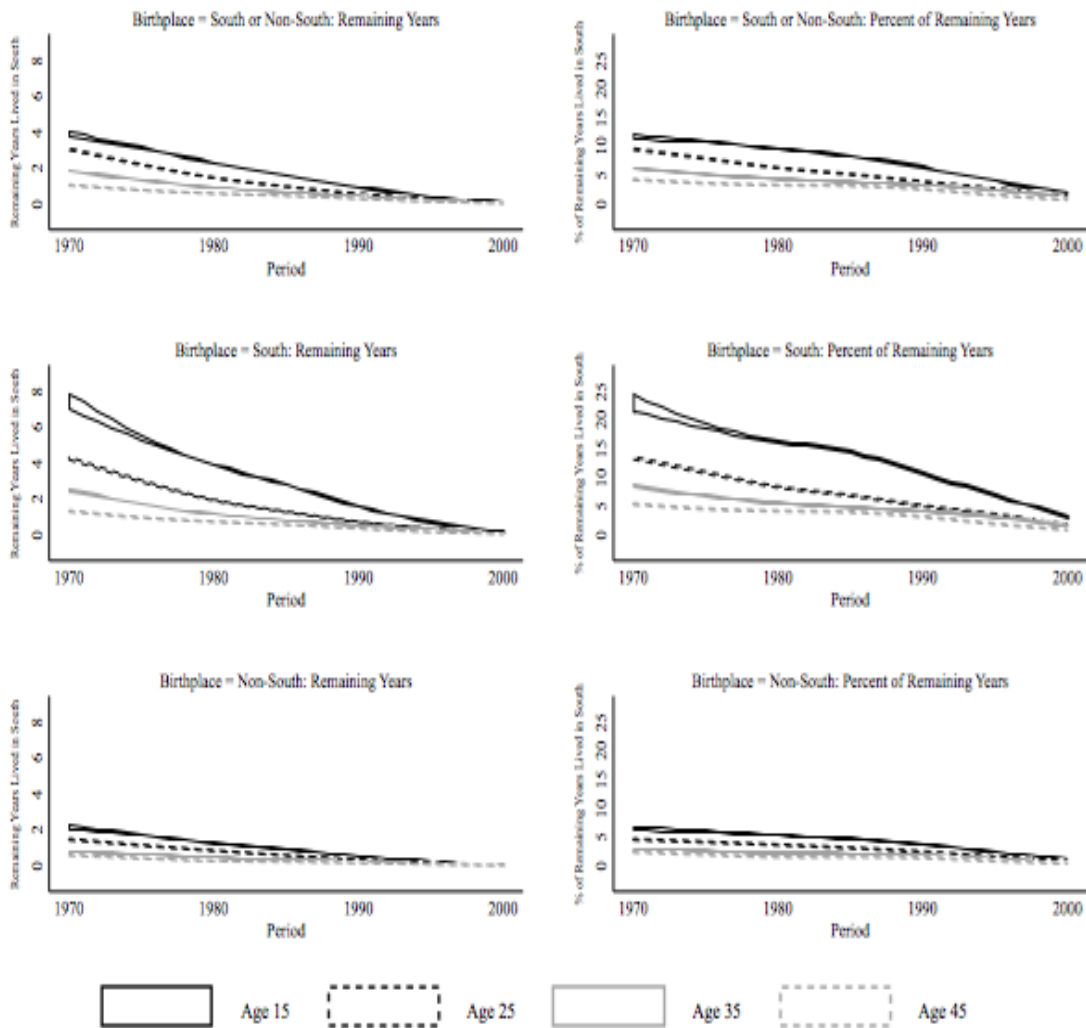 Birthplace = South or Non-South: Remaining Years
Remaining Years Lived in South
8
6
4
2
0
1970 1980 1990 2000
Period
Birthplace = South or Non-South: Percent of Remaining Years
% of Remaining Years Lived in South
25
20
15
10
5
0
1970 1980 1990 2000
Period
Birthplace = South: Remaining Years
Remaining Years Lived in South
8
6
4
2
0
1970 1980 1990 2000
Period
Birthplace = South: Percent of Remaining Years
% of Remaining Years Lived in South
25
20
15
10
5
0
1970 1980 1990 2000
Period
Birthplace = Non-South: Remaining Years
Remaining Years Lived in South
8
6
4
2
0
1970 1980 1990 2000
Period
Birthplace = Non-South: Percent of Remaining Years
% of Remaining Years Lived in South
25
20
15
10
5
0
1970 1980 1990 2000
Period
Age 15 Age 25 Age 35 Age 45